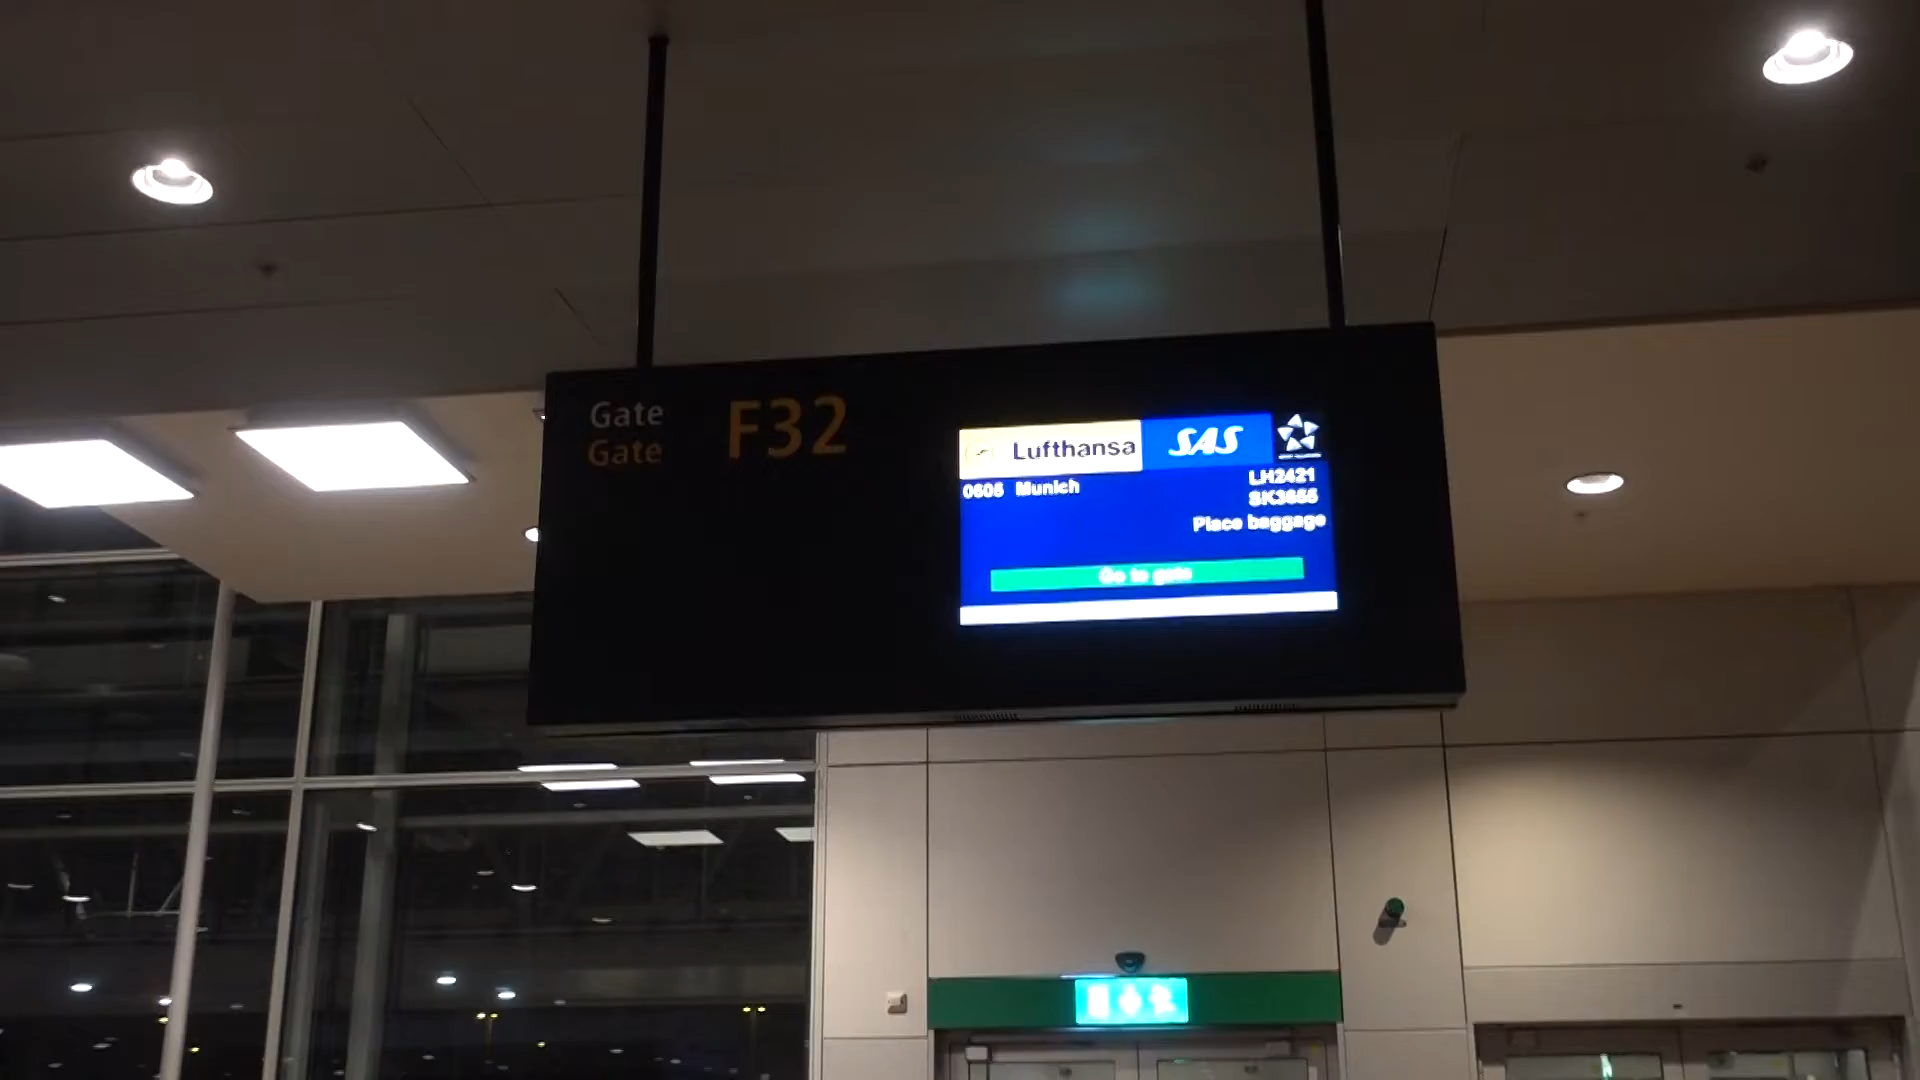 Gate
Gate
F32
Lufthansa
SAS
0605 Munich
LH2421
SK3655
Place baggage
Go to gate